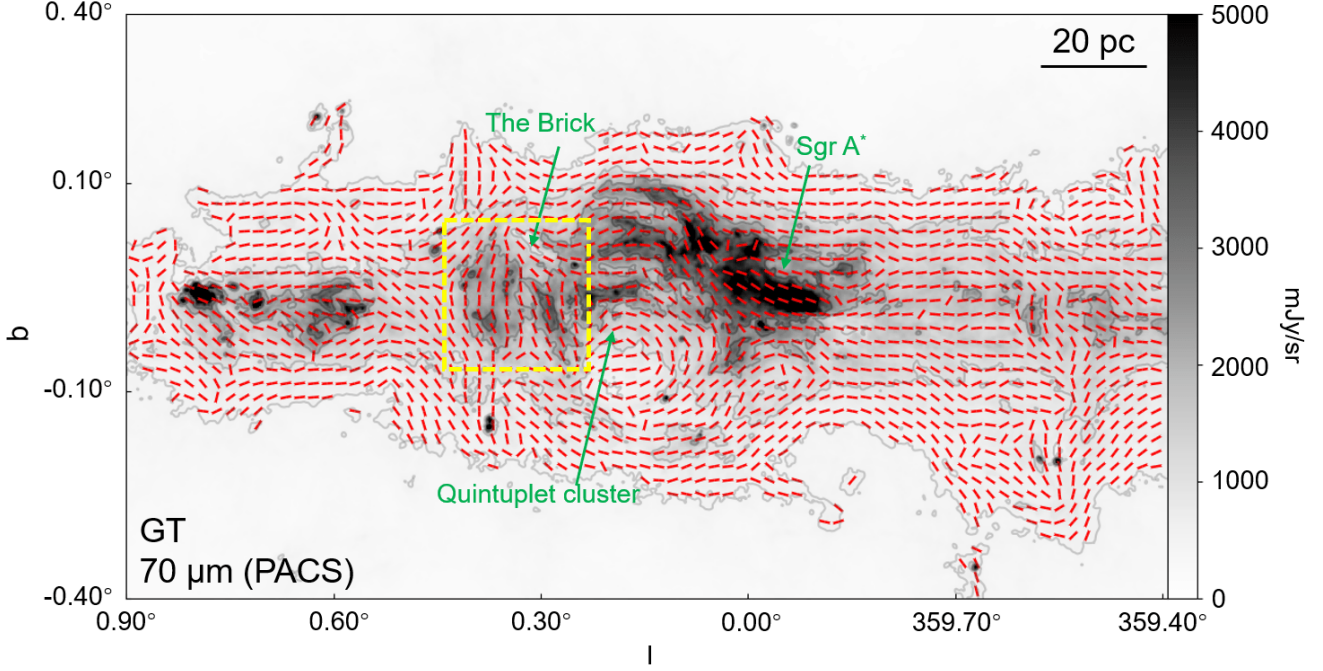 0.40°
5000
20 pc
The Brick
Sgr A*
4000
0.10°
3000
mJy/sr
b
2000
-0.10°
Quintuplet cluster
1000
GT
70 µm (PACS)
-0.40°
0
0.90°
0.60°
0.30°
0.00°
359.70°
359.40°
l